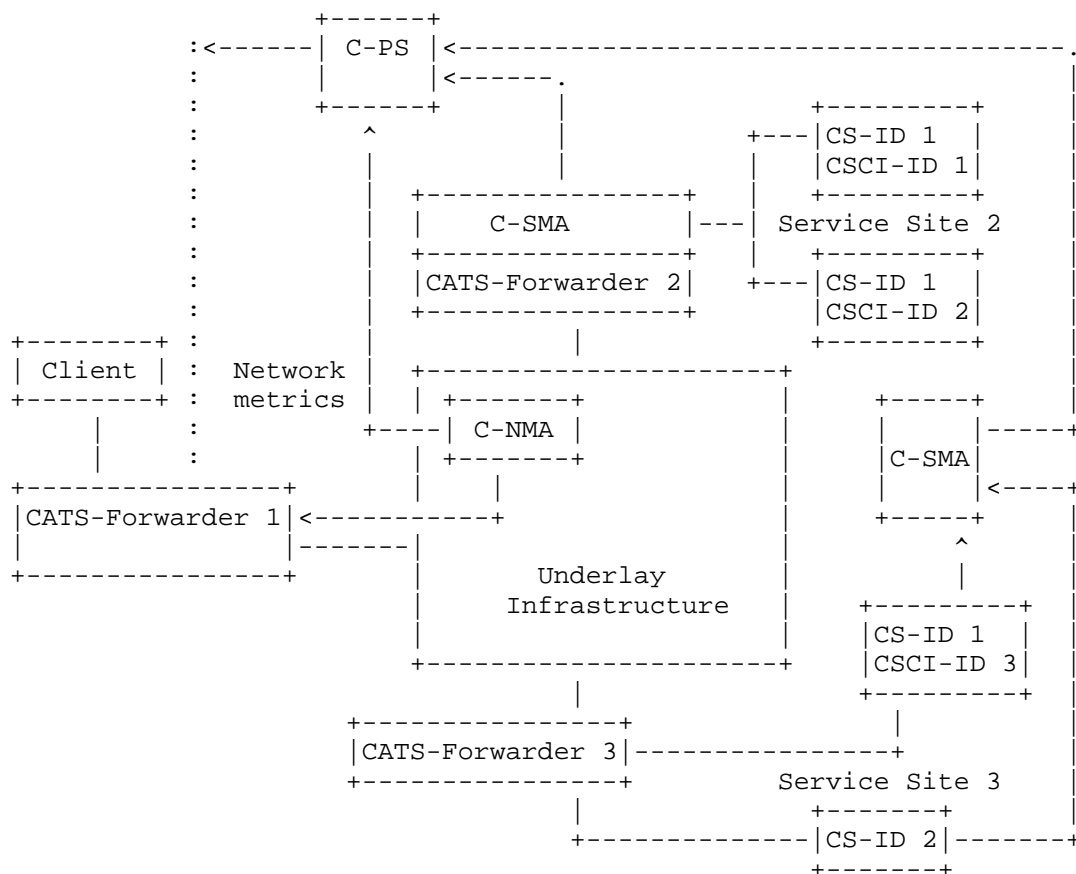 C-PS
CS-ID 1
CSCI-ID 1
C-SMA
Service Site 2
CATS-Forwarder 2
CS-ID 1
CSCI-ID 2
Client
Network
metrics
C-NMA
C-SMA
CATS-Forwarder 1
Underlay
Infrastructure
CS-ID 1
CSCI-ID 3
CATS-Forwarder 3
Service Site 3
CS-ID 2